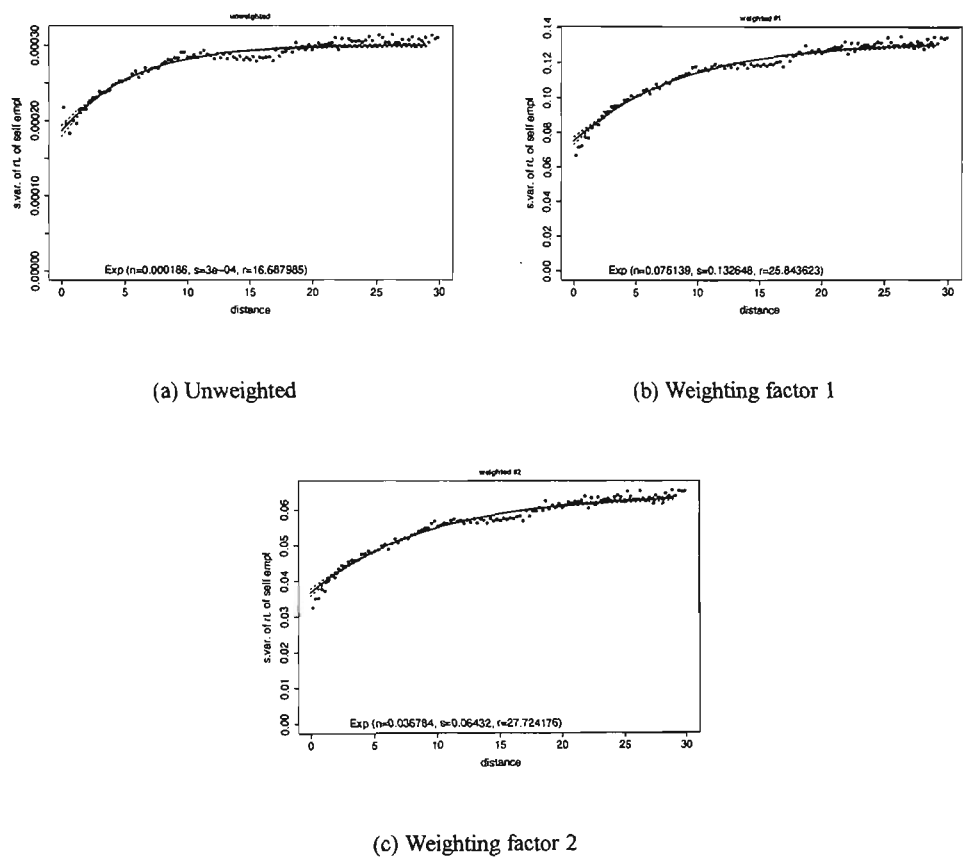 unweighted
s.var. of rt. of self empl
0.00000 0.00010 0.00020 0.00030
Exp (n=0.000186, s=3e-04, r=16.687985)
0 5 10 15 20 25 30
distance
(a) Unweighted
weighted #1
s.var. of rt. of self empl
0.00 0.02 0.04 0.06 0.08 0.10 0.12 0.14
Exp (n=0.075139, s=0.132648, r=25.843623)
0 5 10 15 20 25 30
distance
(b) Weighting factor 1
weighted #2
s.var. of rt. of self empl
0.00 0.01 0.02 0.03 0.04 0.05 0.06
Exp (n=0.036784, s=0.06432, r=27.724176)
0 5 10 15 20 25 30
distance
(c) Weighting factor 2